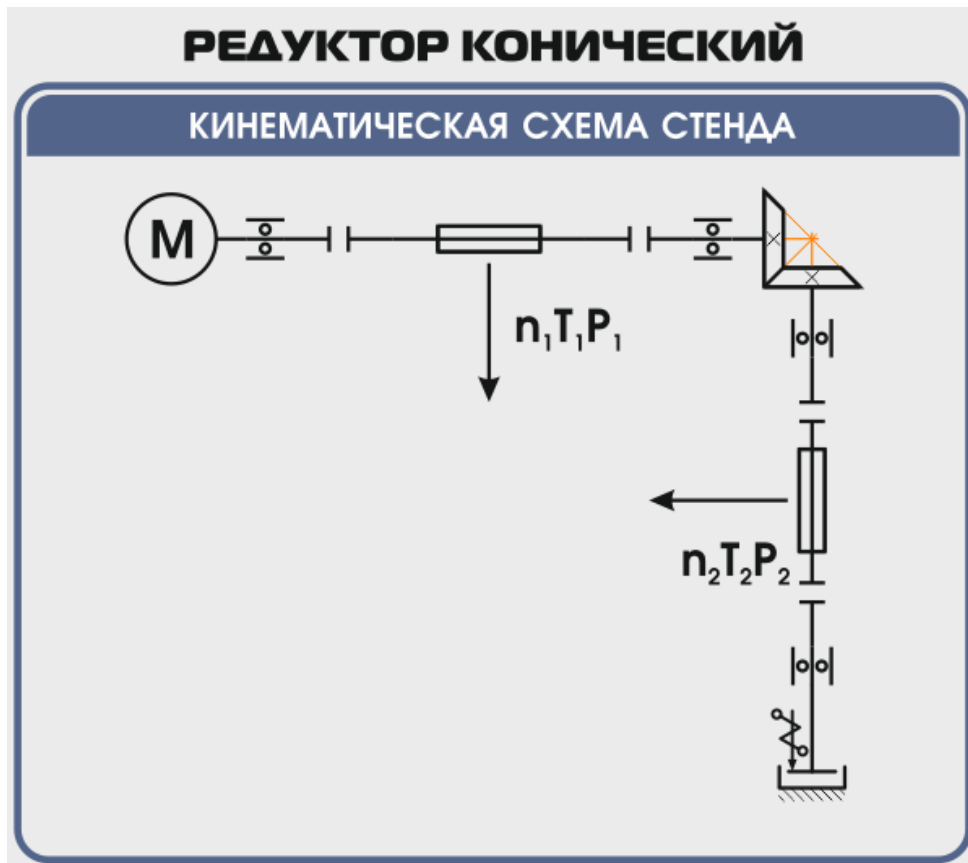 РЕДУКТОР КОНИЧЕСКИЙ
КИНЕМАТИЧЕСКАЯ СХЕМА СТЕНДА
М
n₁T₁P₁
n₂T₂P₂